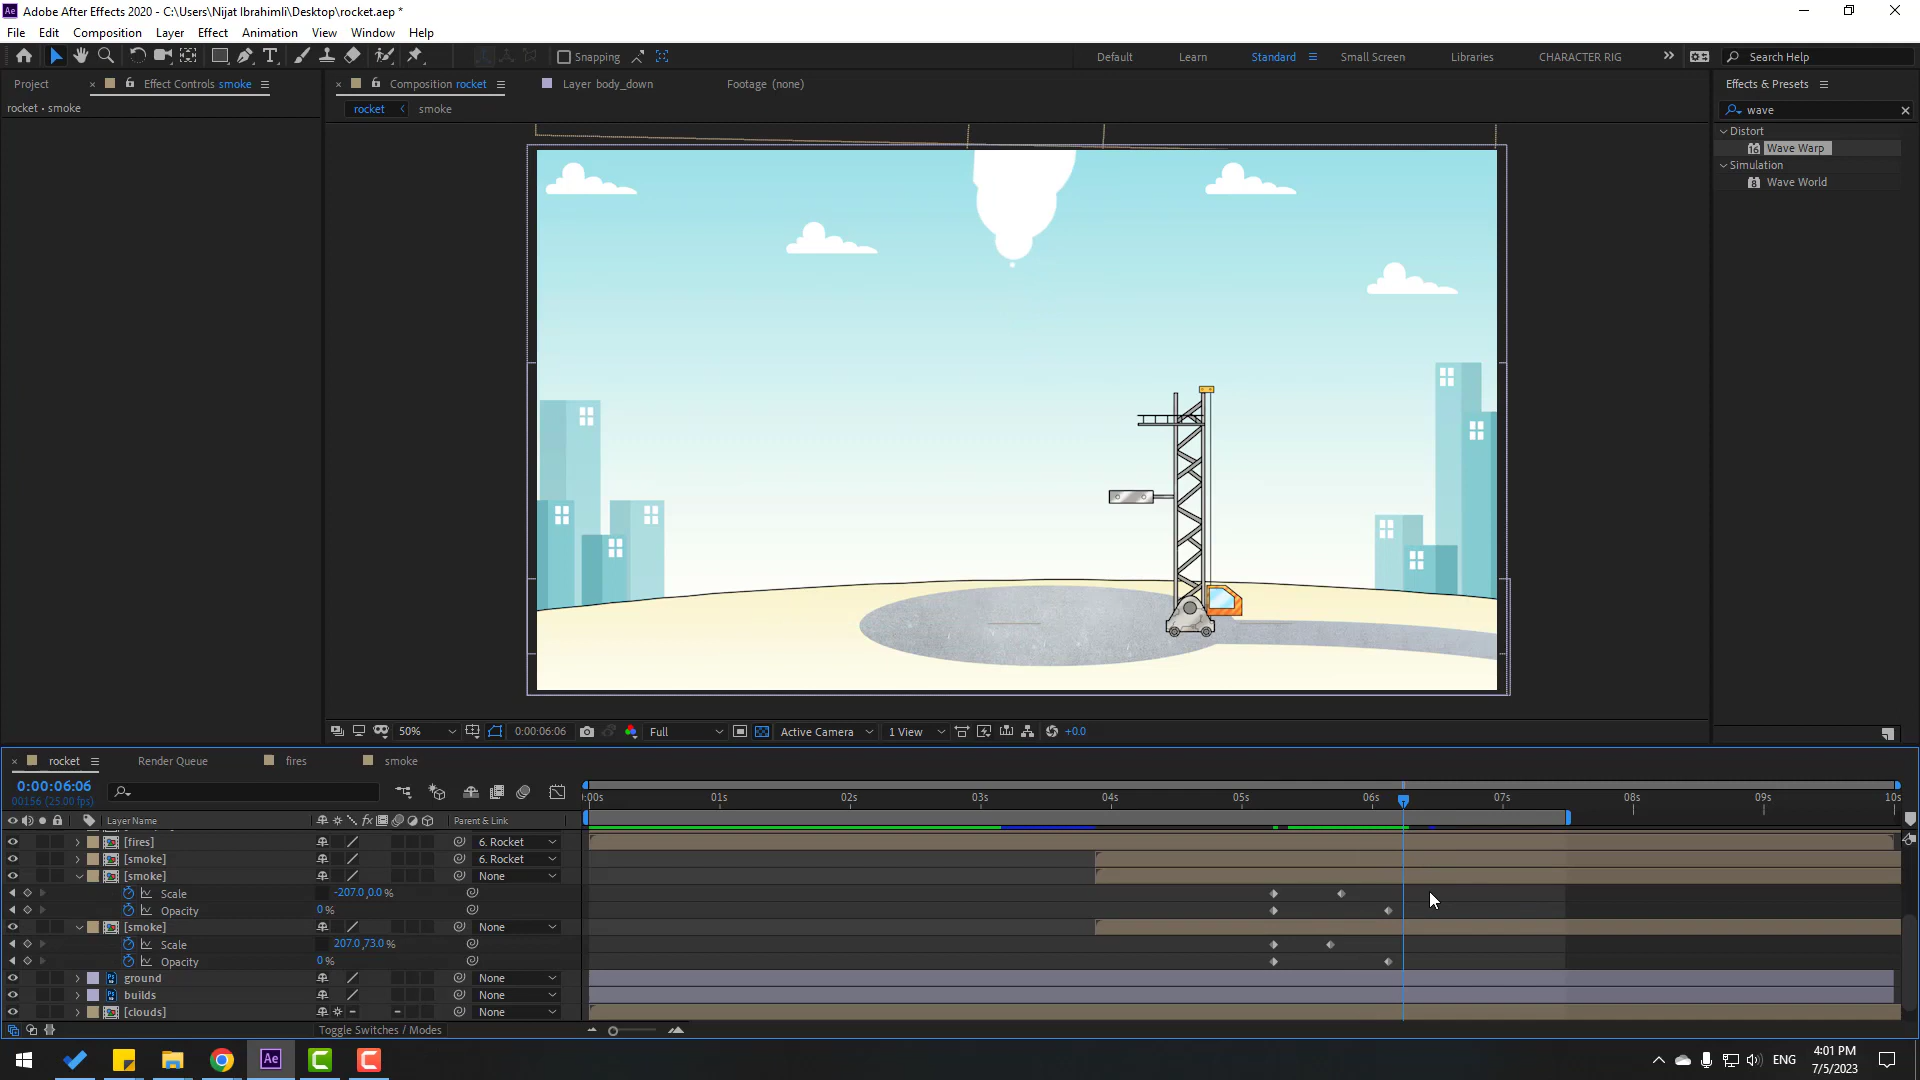 Adobe After Effects 2020 - C:\Users\Nijat Ibrahimli\Desktop\rocket.aep *
File Edit Composition Layer Effect Animation View Window Help
Snapping
Default Learn Standard Small Screen Libraries CHARACTER RIG
Search Help
Project
Effect Controls smoke
Composition rocket
Layer body_down
Footage (none)
Effects & Presets
rocket • smoke
rocket
smoke
wave
Distort
Wave Warp
Simulation
Wave World
50%
0:00:06:06
Full
Active Camera
1 View
+0.0
rocket
Render Queue
fires
smoke
0:00:06:06
00156 (25.00 fps)
:00s 01s 02s 03s 04s 05s 06s 07s 08s 09s 10s
Layer Name
Parent & Link
[fires] 6. Rocket
[smoke] 6. Rocket
[smoke] None
Scale -207.0,0.0 %
Opacity 0 %
[smoke] None
Scale 207.0,73.0 %
Opacity 0 %
ground None
builds None
[clouds] None
Toggle Switches / Modes
ENG
4:01 PM
7/5/2023